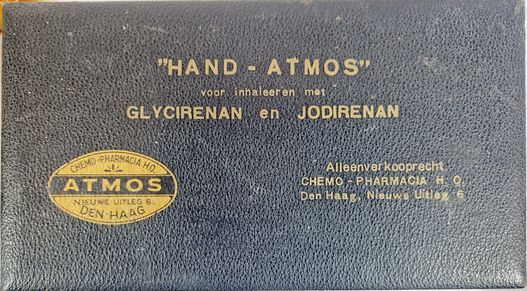 "HAND - ATMOS"
voor inhaleeren met
GLYCIRENAN en JODIRENAN
CHEMO-PHARMACIA H.O.
ATMOS
NIEUWE UITLEG 6.
DEN HAAG
Alleenverkooprecht
CHEMO - PHARMACIA H. O.
Den Haag, Nieuwe Uitleg 6